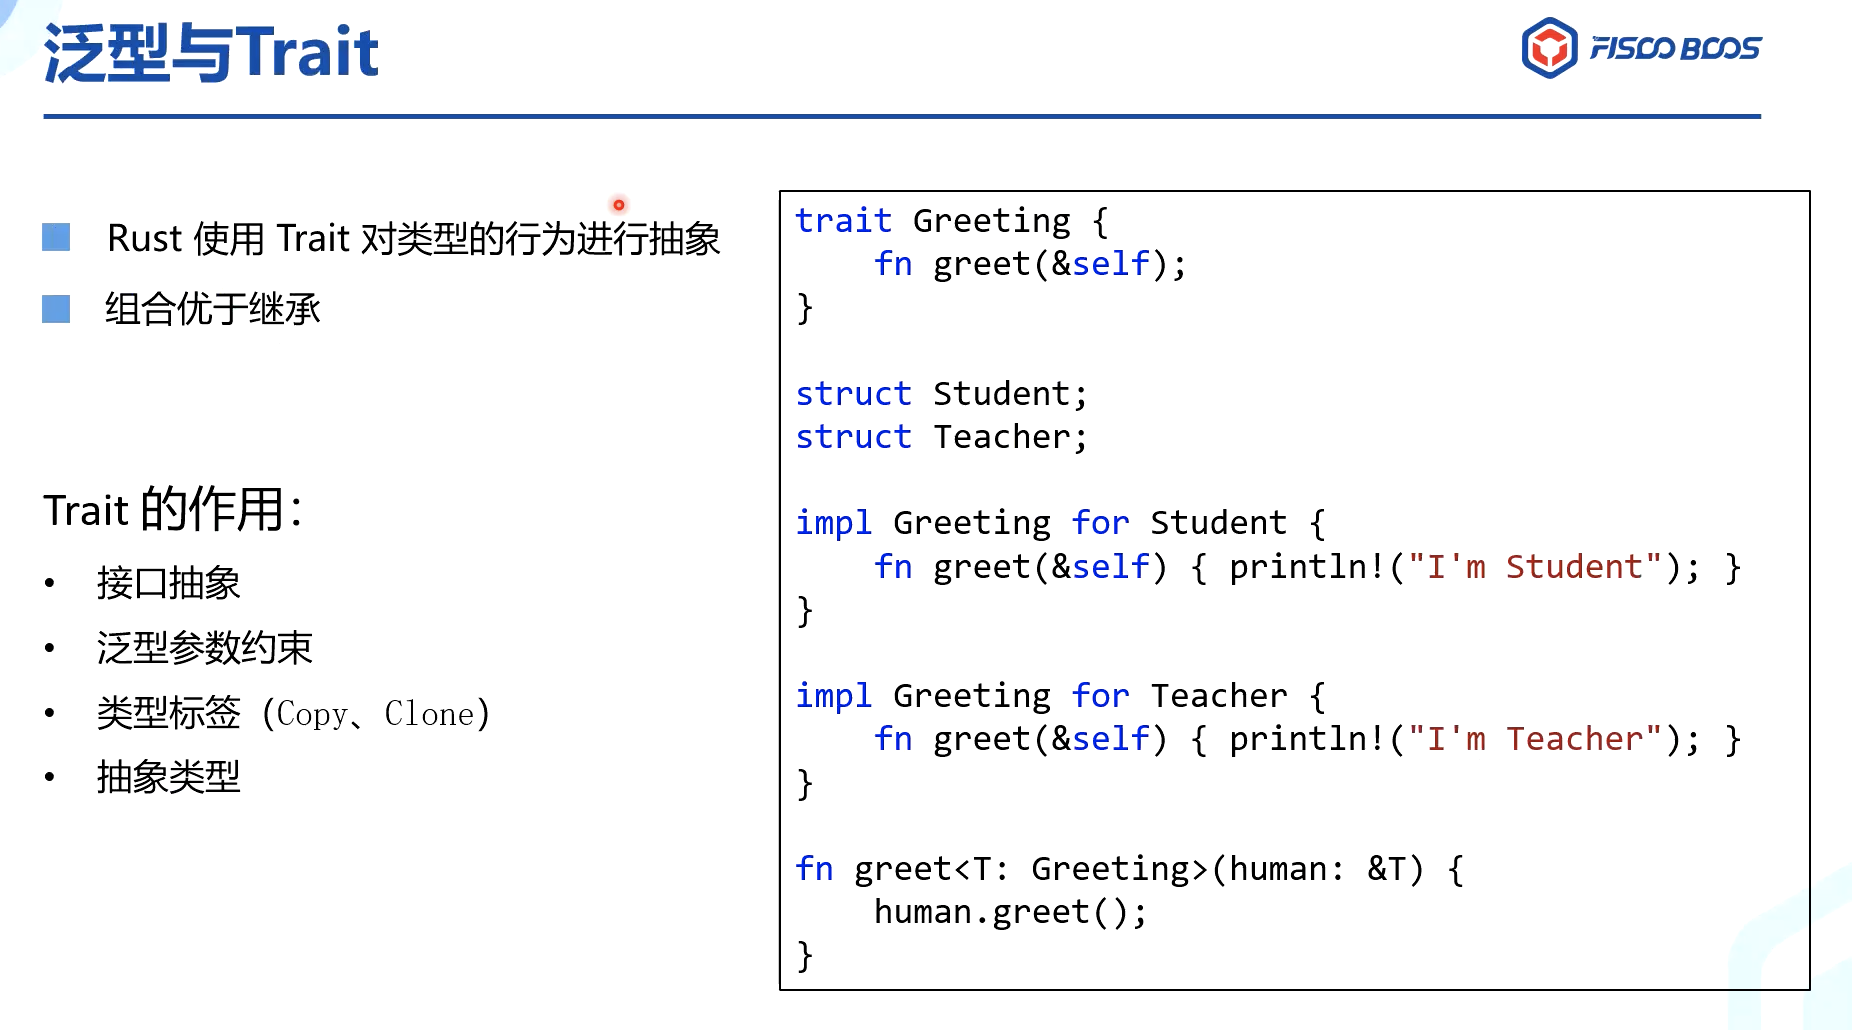 泛型与Trait
FISCO BCOS
Rust 使用 Trait 对类型的行为进行抽象
组合优于继承
Trait 的作用：
• 接口抽象
• 泛型参数约束
• 类型标签（Copy、Clone）
• 抽象类型
trait Greeting {
    fn greet(&self);
}
struct Student;
struct Teacher;
impl Greeting for Student {
    fn greet(&self) { println!("I'm Student"); }
}
impl Greeting for Teacher {
    fn greet(&self) { println!("I'm Teacher"); }
}
fn greet<T: Greeting>(human: &T) {
    human.greet();
}